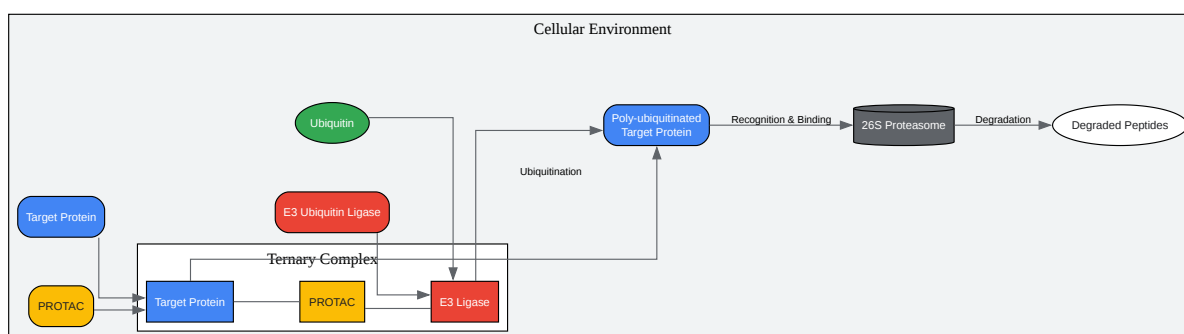 Cellular Environment
Ubiquitin
Poly-ubiquitinated
Target Protein
Recognition & Binding
26S Proteasome
Degradation
Degraded Peptides
Ubiquitination
Target Protein
E3 Ubiquitin Ligase
Ternary Complex
PROTAC
Target Protein
PROTAC
E3 Ligase